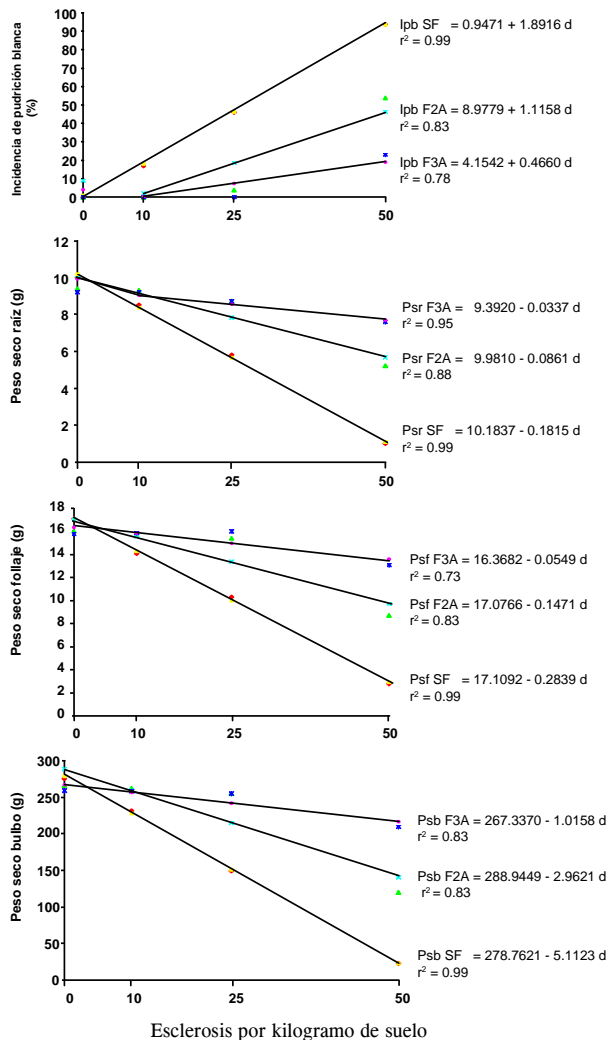 Incidencia de pudrición blanca
(%)
100
90
80
70
60
50
40
30
20
10
0
0 10 25 50
Ipb SF = 0.9471 + 1.8916 d
r² = 0.99
Ipb F2A = 8.9779 + 1.1158 d
r² = 0.83
Ipb F3A = 4.1542 + 0.4660 d
r² = 0.78
Peso seco raíz (g)
12
10
8
6
4
2
0
0 10 25 50
Psr F3A = 9.3920 - 0.0337 d
r² = 0.95
Psr F2A = 9.9810 - 0.0861 d
r² = 0.88
Psr SF = 10.1837 - 0.1815 d
r² = 0.99
Peso seco follaje (g)
18
16
14
12
10
8
6
4
2
0
0 10 25 50
Psf F3A = 16.3682 - 0.0549 d
r² = 0.73
Psf F2A = 17.0766 - 0.1471 d
r² = 0.83
Psf SF = 17.1092 - 0.2839 d
r² = 0.99
Peso seco bulbo (g)
300
250
200
150
100
50
0
0 10 25 50
Psb F3A = 267.3370 - 1.0158 d
r² = 0.83
Psb F2A = 288.9449 - 2.9621 d
r² = 0.83
Psb SF = 278.7621 - 5.1123 d
r² = 0.99
Esclerosis por kilogramo de suelo